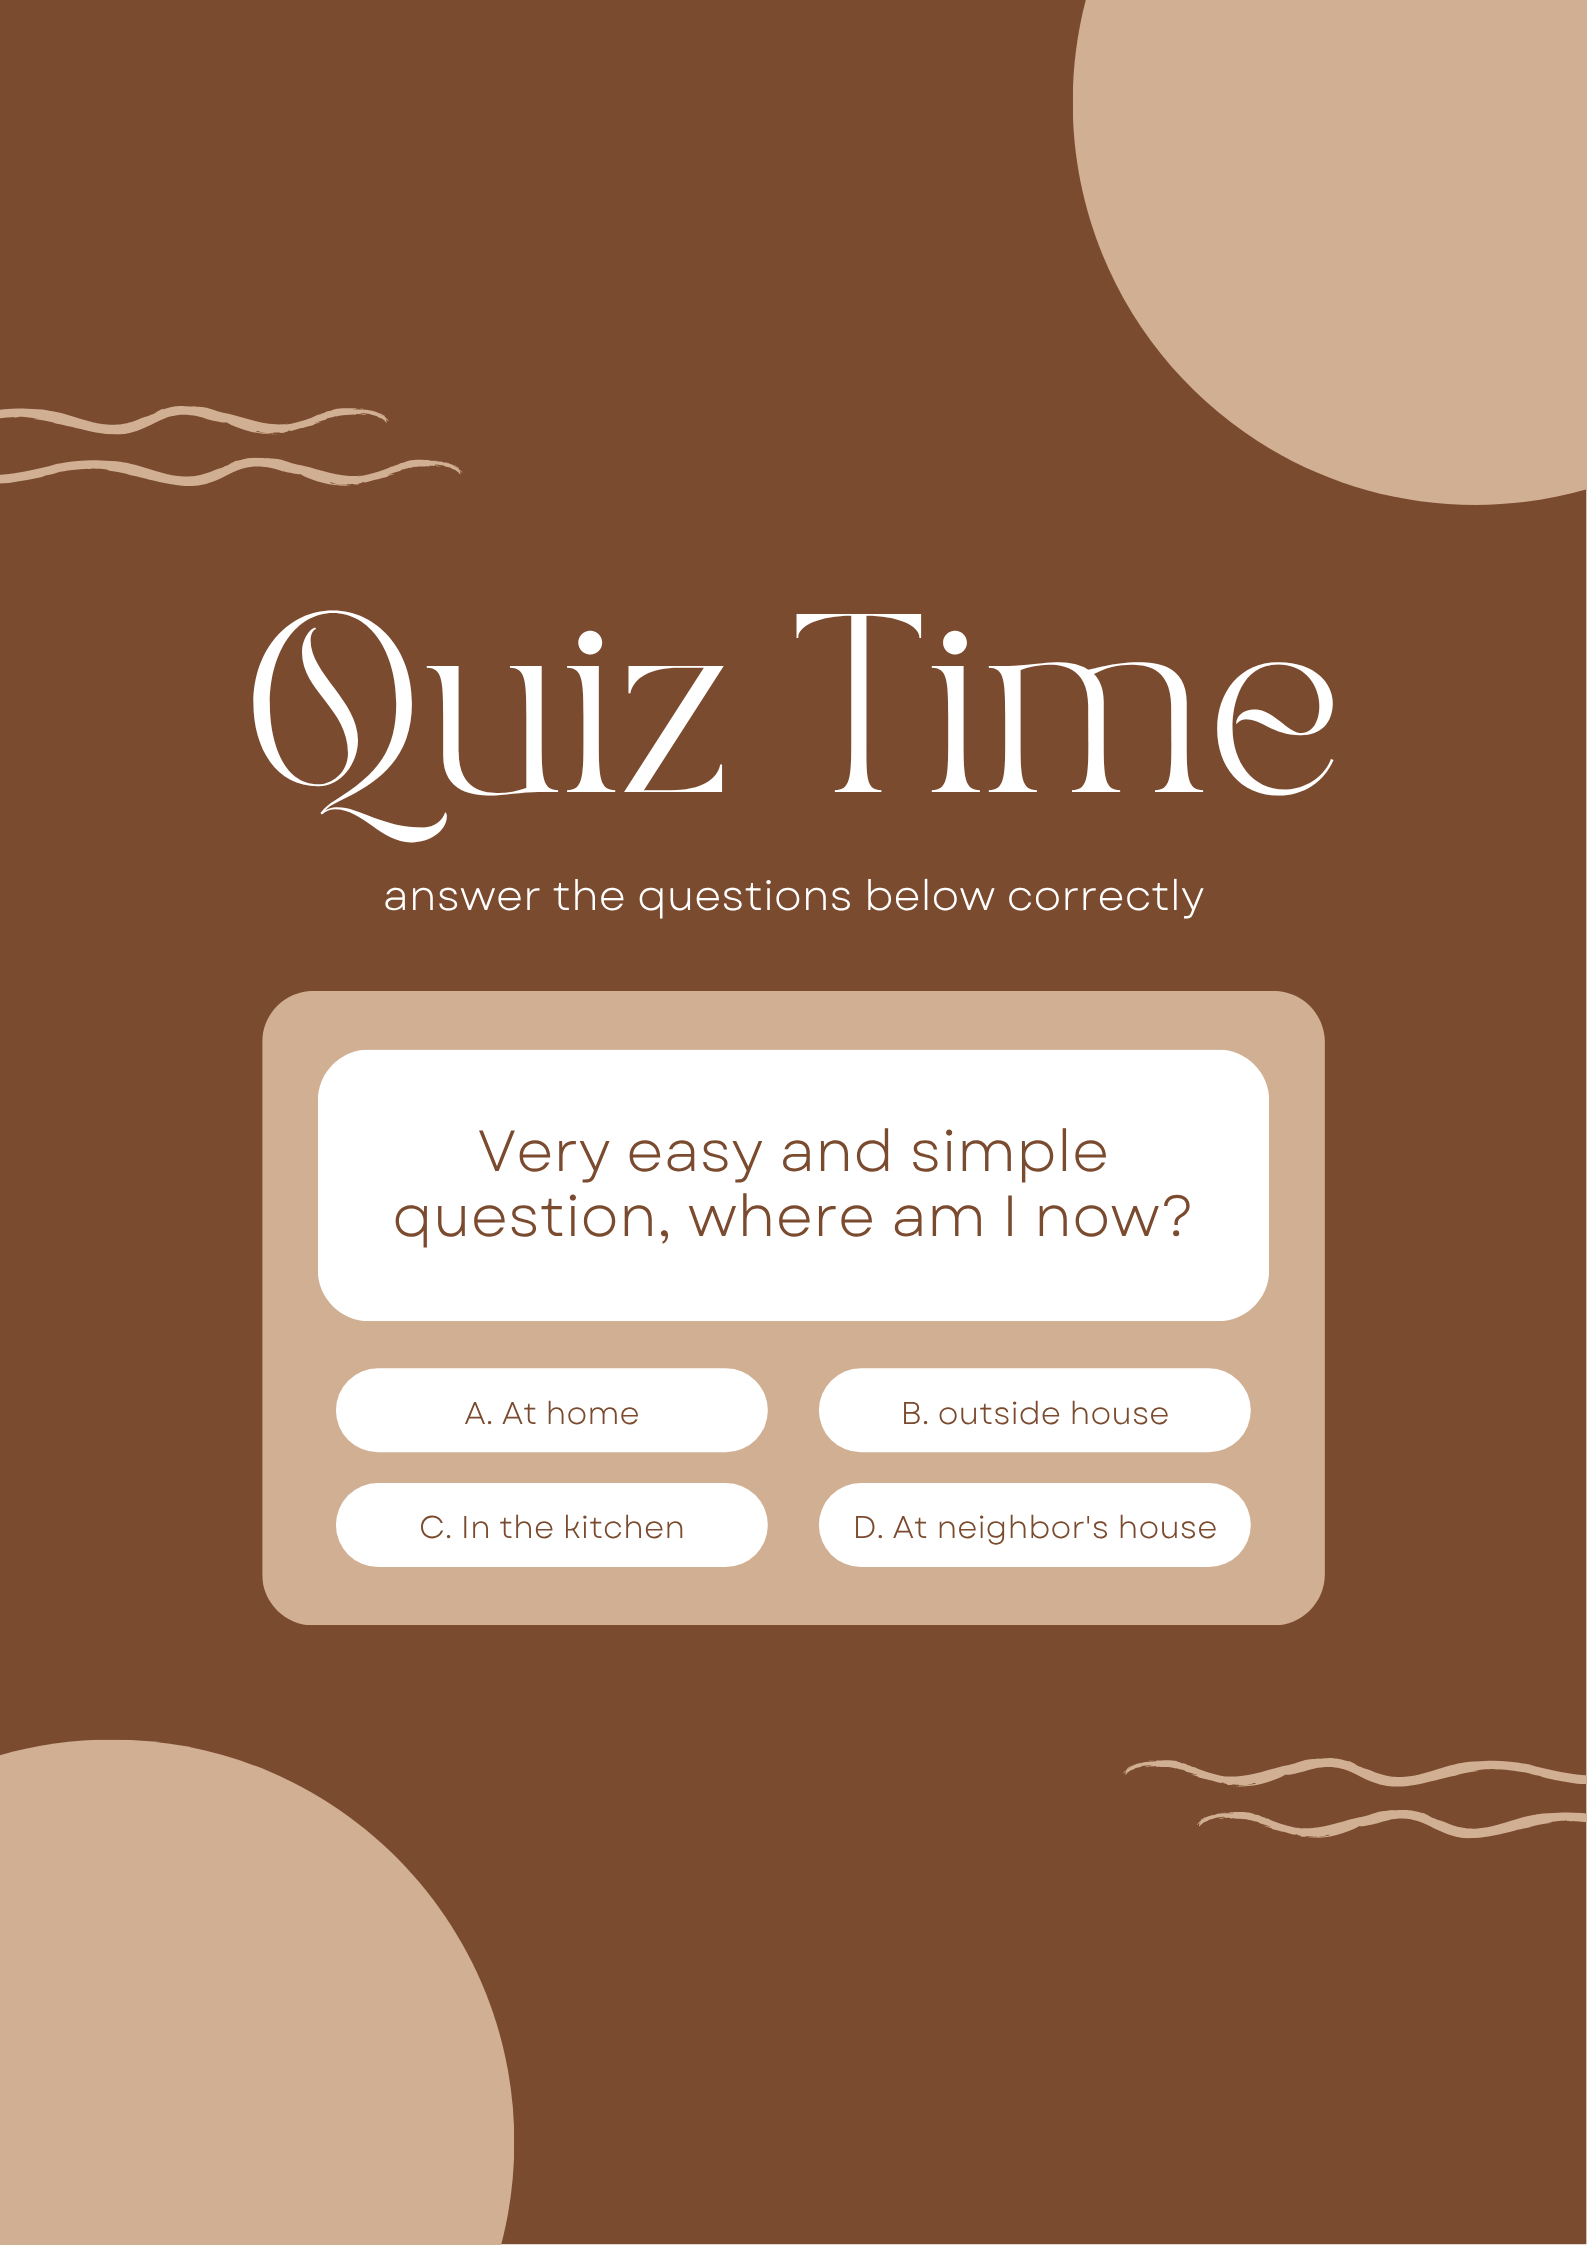 Quiz Time
answer the questions below correctly
Very easy and simple
question, where am I now?
A. At home
B. outside house
C. In the kitchen
D. At neighbor's house